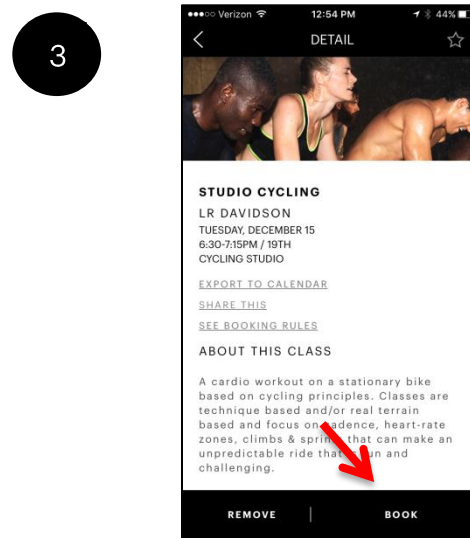 3
Verizon 12:54 PM 44%
DETAIL
STUDIO CYCLING
LR DAVIDSON
TUESDAY, DECEMBER 15
6:30-7:15PM / 19TH
CYCLING STUDIO
EXPORT TO CALENDAR
SHARE THIS
SEE BOOKING RULES
ABOUT THIS CLASS
A cardio workout on a stationary bike
based on cycling principles. Classes are
technique based and/or real terrain
based and focus on cadence, heart-rate
zones, climbs & that can make an
unpredictable ride and
challenging.
REMOVE | BOOK